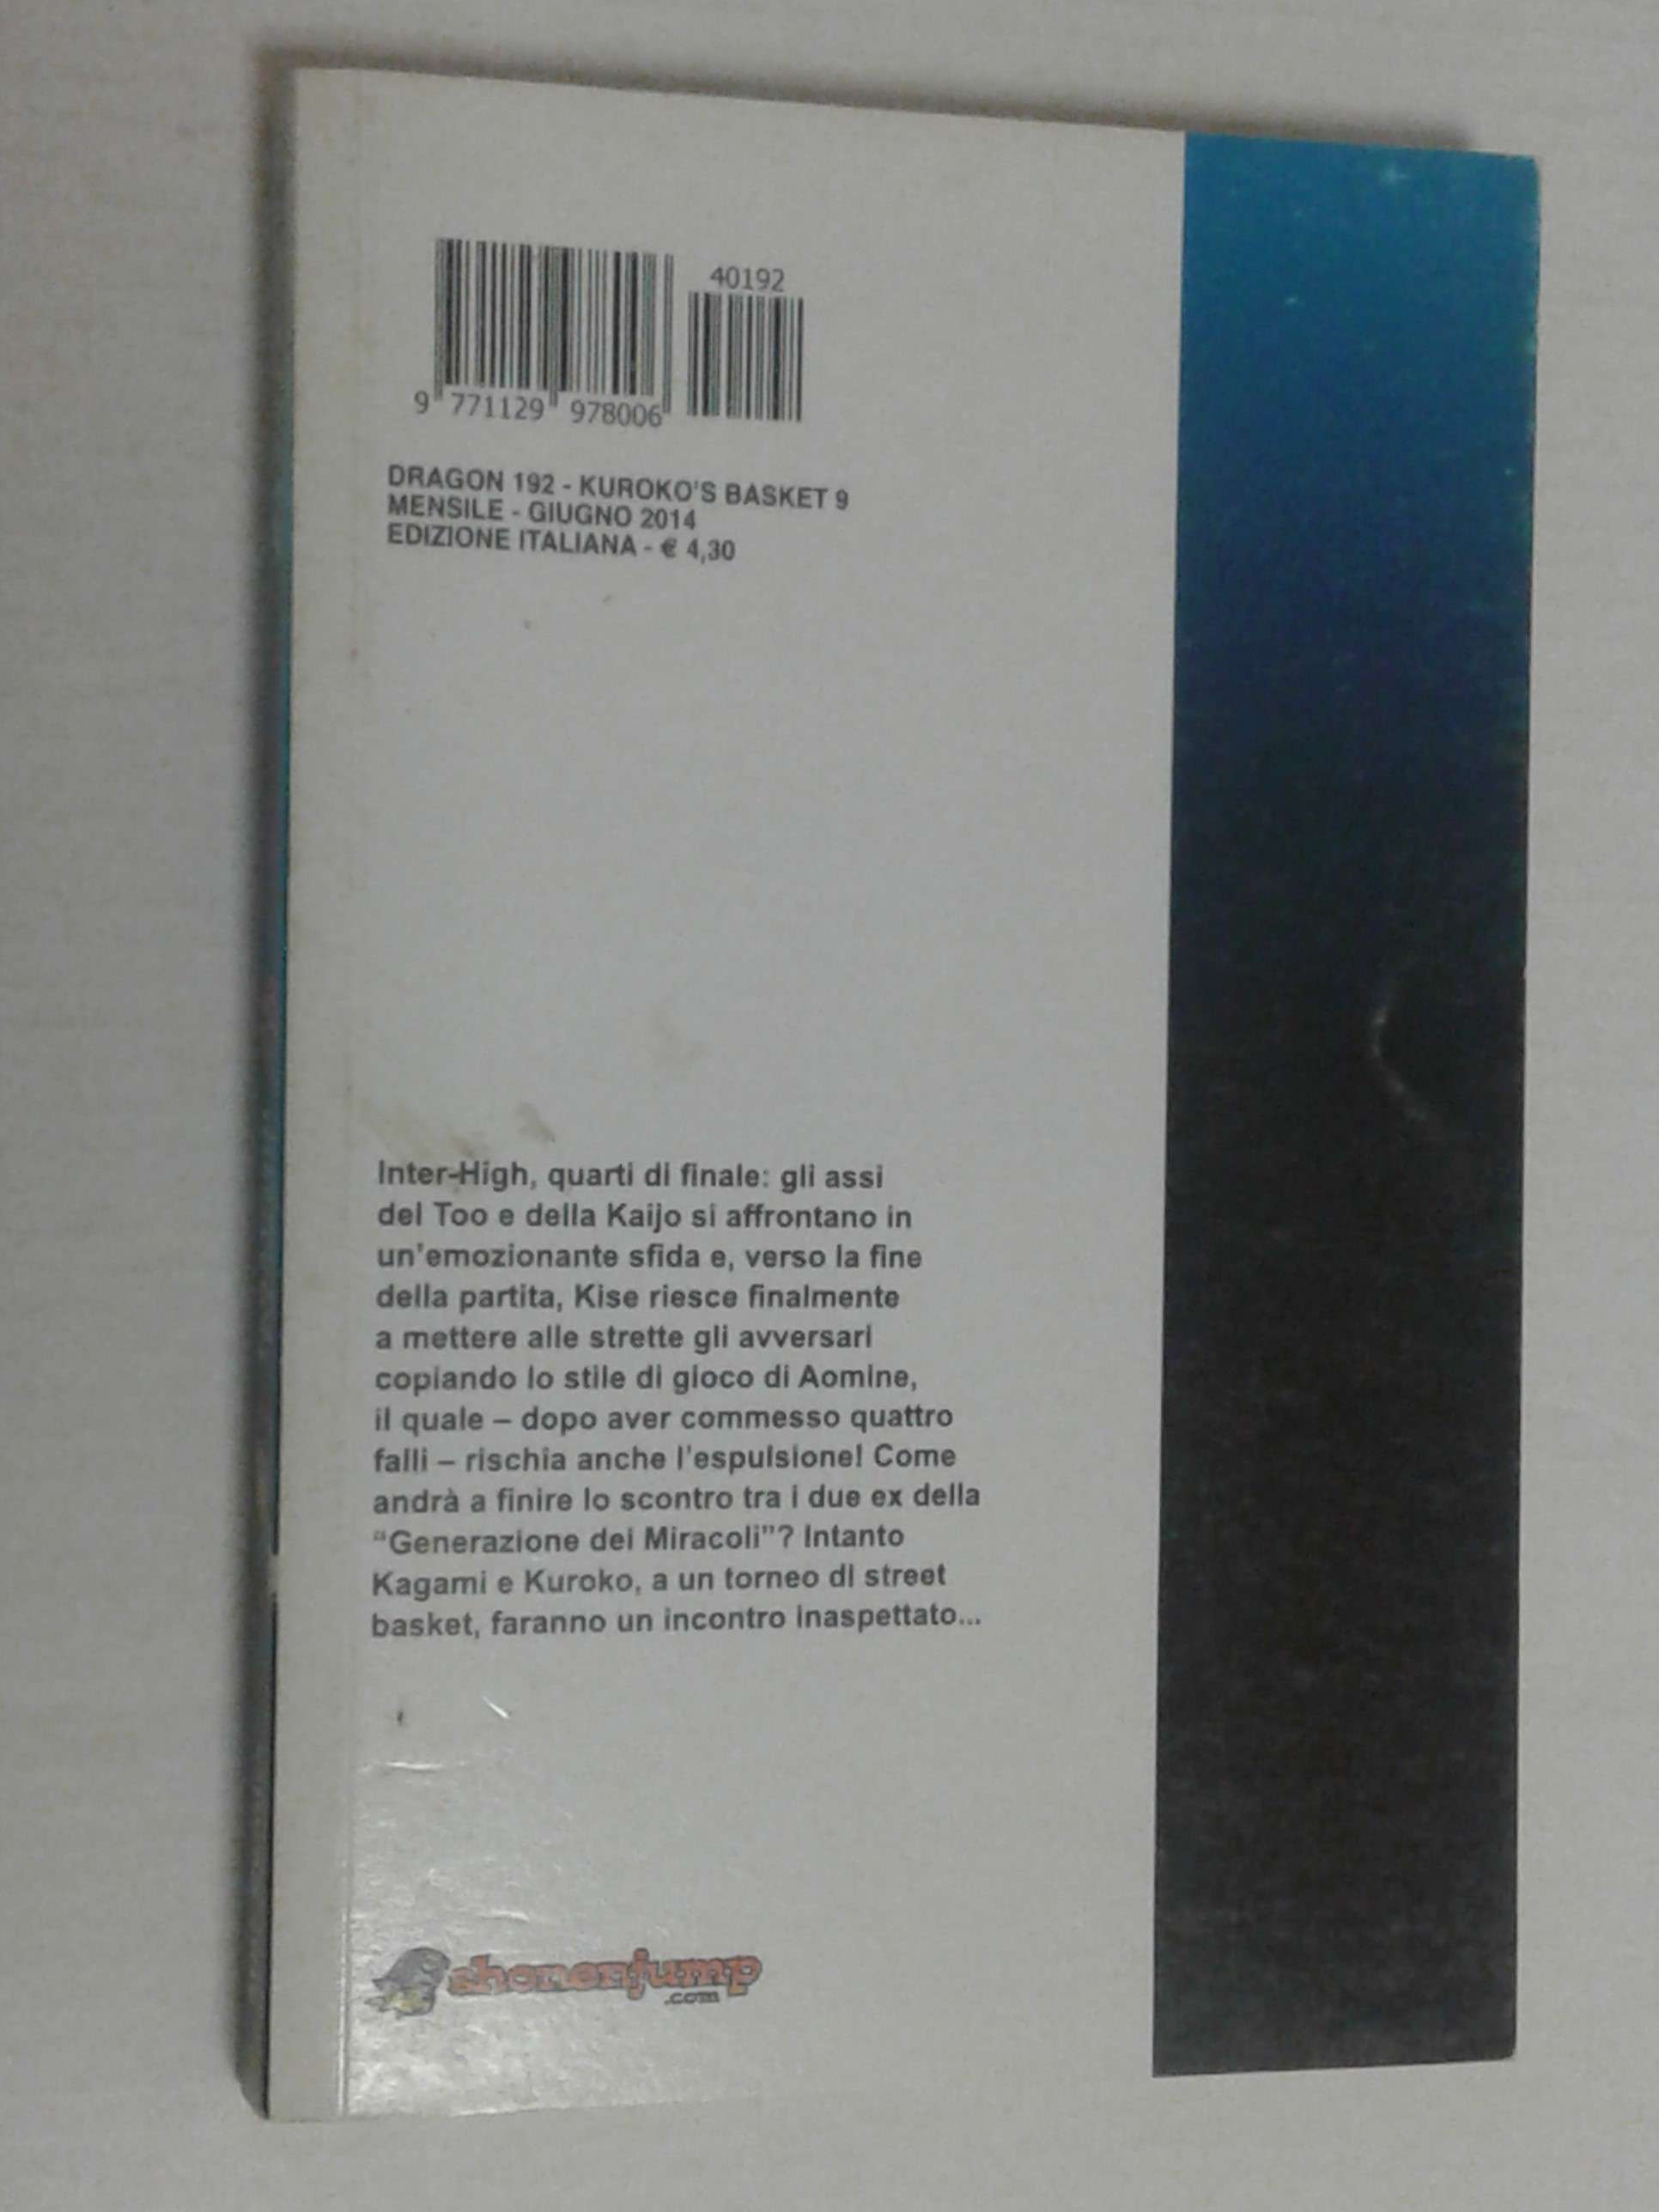 40192
9 771129 978006
DRAGON 192 - KUROKO'S BASKET 9
MENSILE - GIUGNO 2014
EDIZIONE ITALIANA - € 4,30
Inter-High, quarti di finale: gli assi
del Too e della Kaijo si affrontano in
un'emozionante sfida e, verso la fine
della partita, Kise riesce finalmente
a mettere alle strette gli avversari
copiando lo stile di gioco di Aomine,
il quale – dopo aver commesso quattro
falli – rischia anche l'espulsione! Come
andrà a finire lo scontro tra i due ex della
“Generazione dei Miracoli”? Intanto
Kagami e Kuroko, a un torneo di street
basket, faranno un incontro inaspettato...
shonenjump
.com